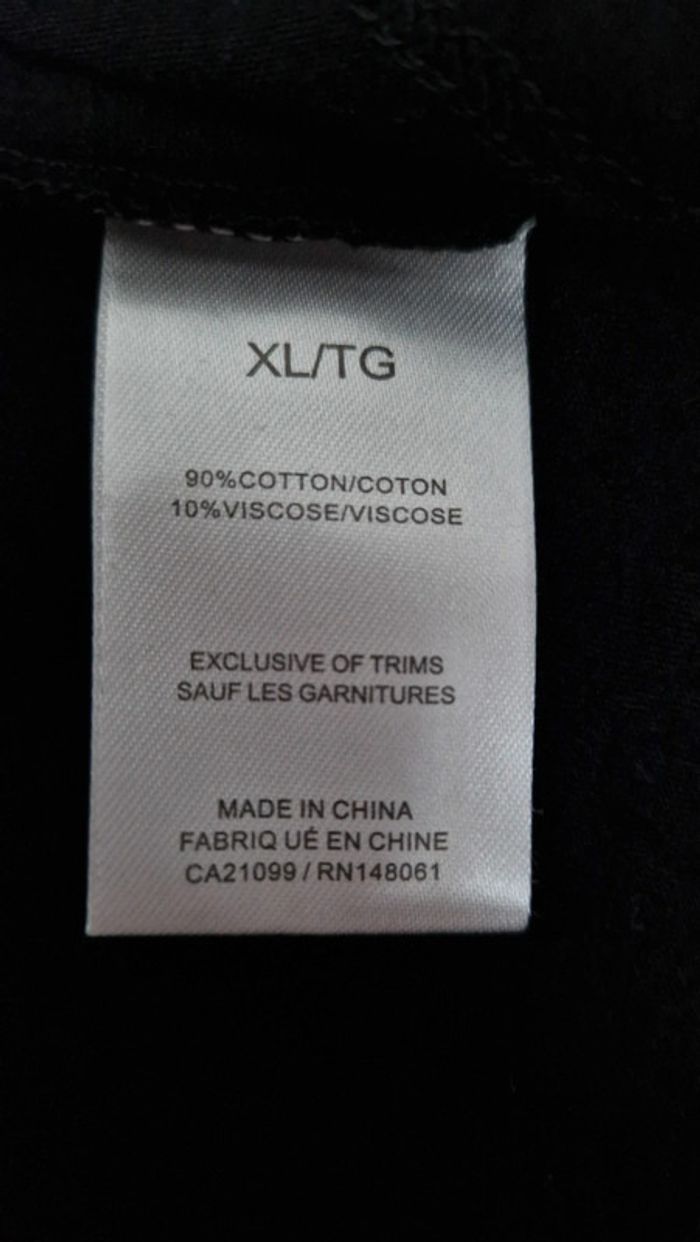 XL/TG
90%COTTON/COTON
10%VISCOSE/VISCOSE
EXCLUSIVE OF TRIMS
SAUF LES GARNITURES
MADE IN CHINA
FABRIQ UÉ EN CHINE
CA21099 / RN148061